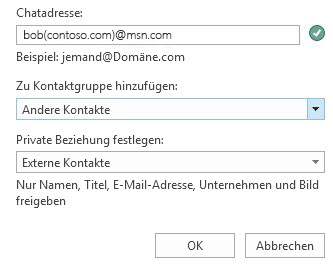 Chatadresse:
bob(contoso.com)@msn.com
Beispiel: jemand@Domäne.com
Zu Kontaktgruppe hinzufügen:
Andere Kontakte
Private Beziehung festlegen:
Externe Kontakte
Nur Namen, Titel, E-Mail-Adresse, Unternehmen und Bild
freigeben
OK
Abbrechen